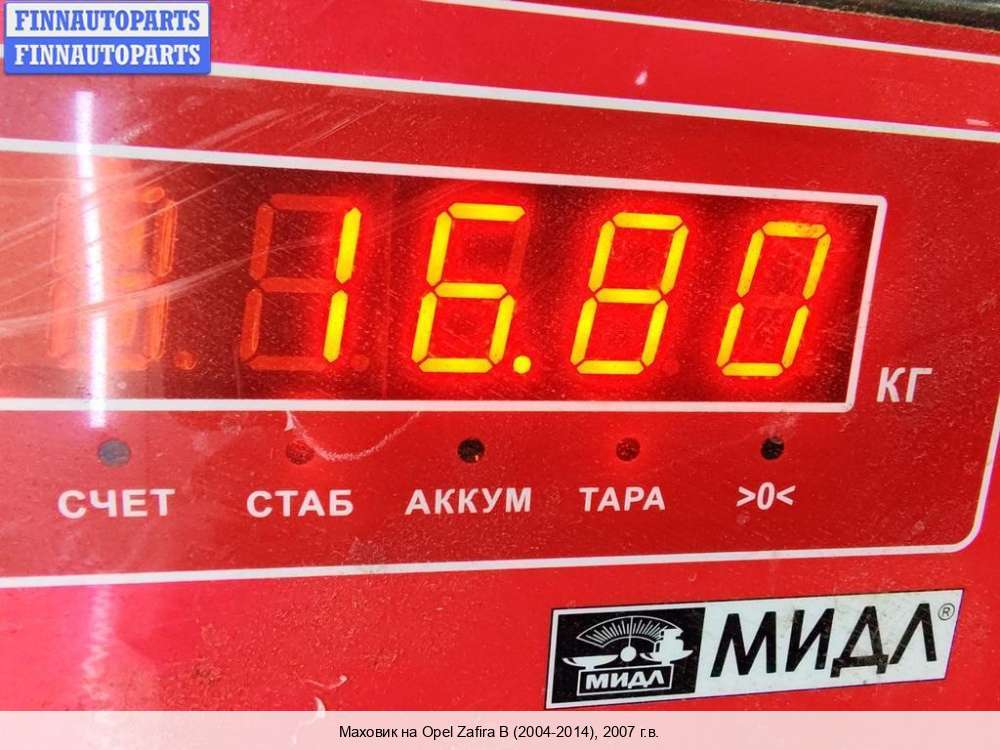 FINNAUTOPARTS
FINNAUTOPARTS
16.80
КГ
СЧЕТ СТАБ АККУМ ТАРА >0<
МИДЛ МИДЛ®
Маховик на Opel Zafira B (2004-2014), 2007 г.в.